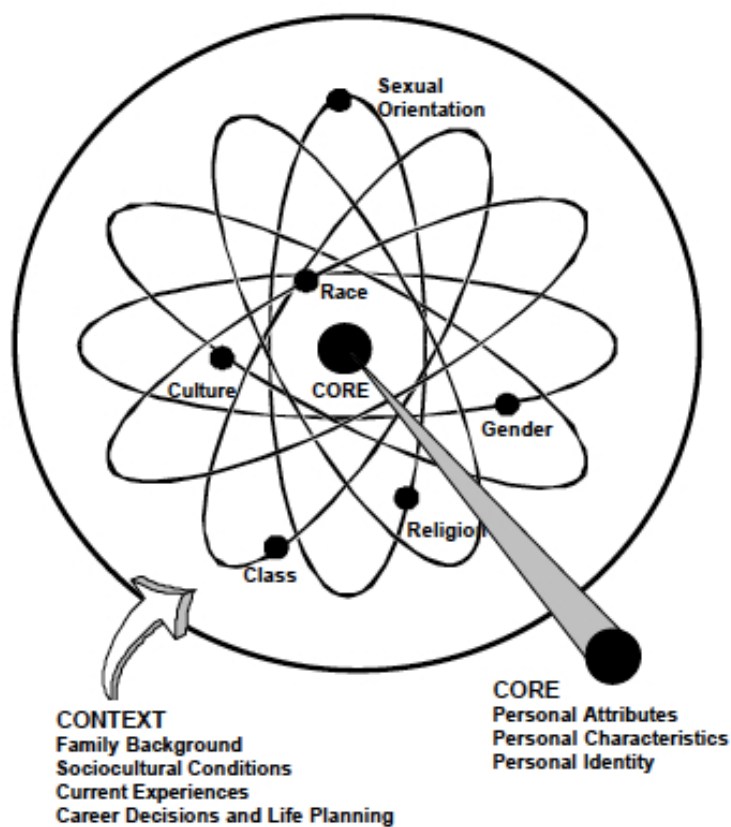 Sexual
Orientation
Race
Culture
CORE
Gender
Religion
Class
CONTEXT
Family Background
Sociocultural Conditions
Current Experiences
Career Decisions and Life Planning
CORE
Personal Attributes
Personal Characteristics
Personal Identity